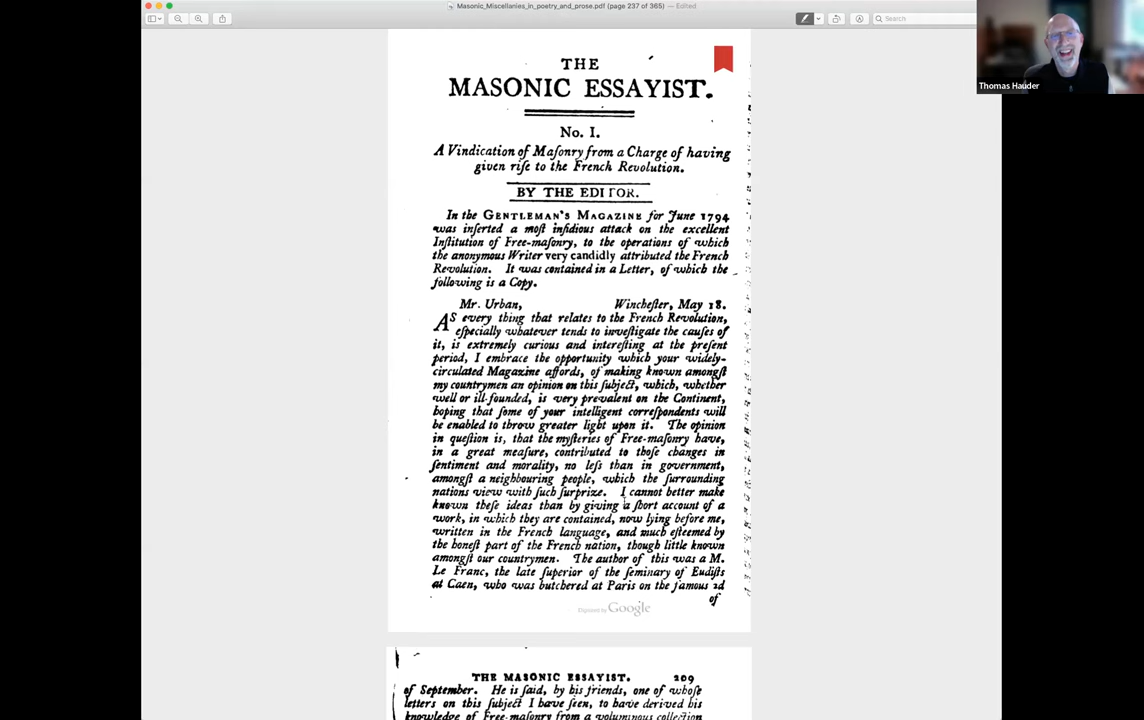 Masonic_Miscellanies_in_poetry_and_prose.pdf (page 237 of 365) — Edited
Search
Thomas Hauder
THE
MASONIC ESSAYIST.
No. I.
A Vindication of Maſonry from a Charge of having
given riſe to the French Revolution.
BY THE EDITOR.
In the GENTLEMAN'S MAGAZINE for June 1794
was inſerted a moſt inſidious attack on the excellent
Inſtitution of Free-maſonry, to the operations of which
the anonymous Writer very candidly attributed the French
Revolution. It was contained in a Letter, of which the
following is a Copy.
Mr. Urban, Wincheſter, May 18.
AS every thing that relates to the French Revolution,
eſpecially whatever tends to inveſtigate the cauſes of
it, is extremely curious and intereſting at the preſent
period, I embrace the opportunity which your widely-
circulated Magazine affords, of making known amongſt
my countrymen an opinion on this ſubject, which, whether
well or ill-founded, is very prevalent on the Continent,
hoping that ſome of your intelligent correſpondents will
be enabled to throw greater light upon it. The opinion
in queſtion is, that the myſteries of Free-maſonry have,
in a great meaſure, contributed to thoſe changes in
ſentiment and morality, no leſs than in government,
amongſt a neighbouring people, which the ſurrounding
nations view with ſuch ſurprize. I cannot better make
known theſe ideas than by giving a ſhort account of a
work, in which they are contained, now lying before me,
written in the French language, and much eſteemed by
the honeſt part of the French nation, though little known
amongſt our countrymen. The author of this was a M.
Le Franc, the late ſuperior of the ſeminary of Eudiſts
at Caen, who was butchered at Paris on the famous 2d
of
Digitized by Google
THE MASONIC ESSAYIST. 209
of September. He is ſaid, by his friends, one of whoſe
letters on this ſubject I have ſeen, to have derived his
knowledge of Free-maſonry from a voluminous collection